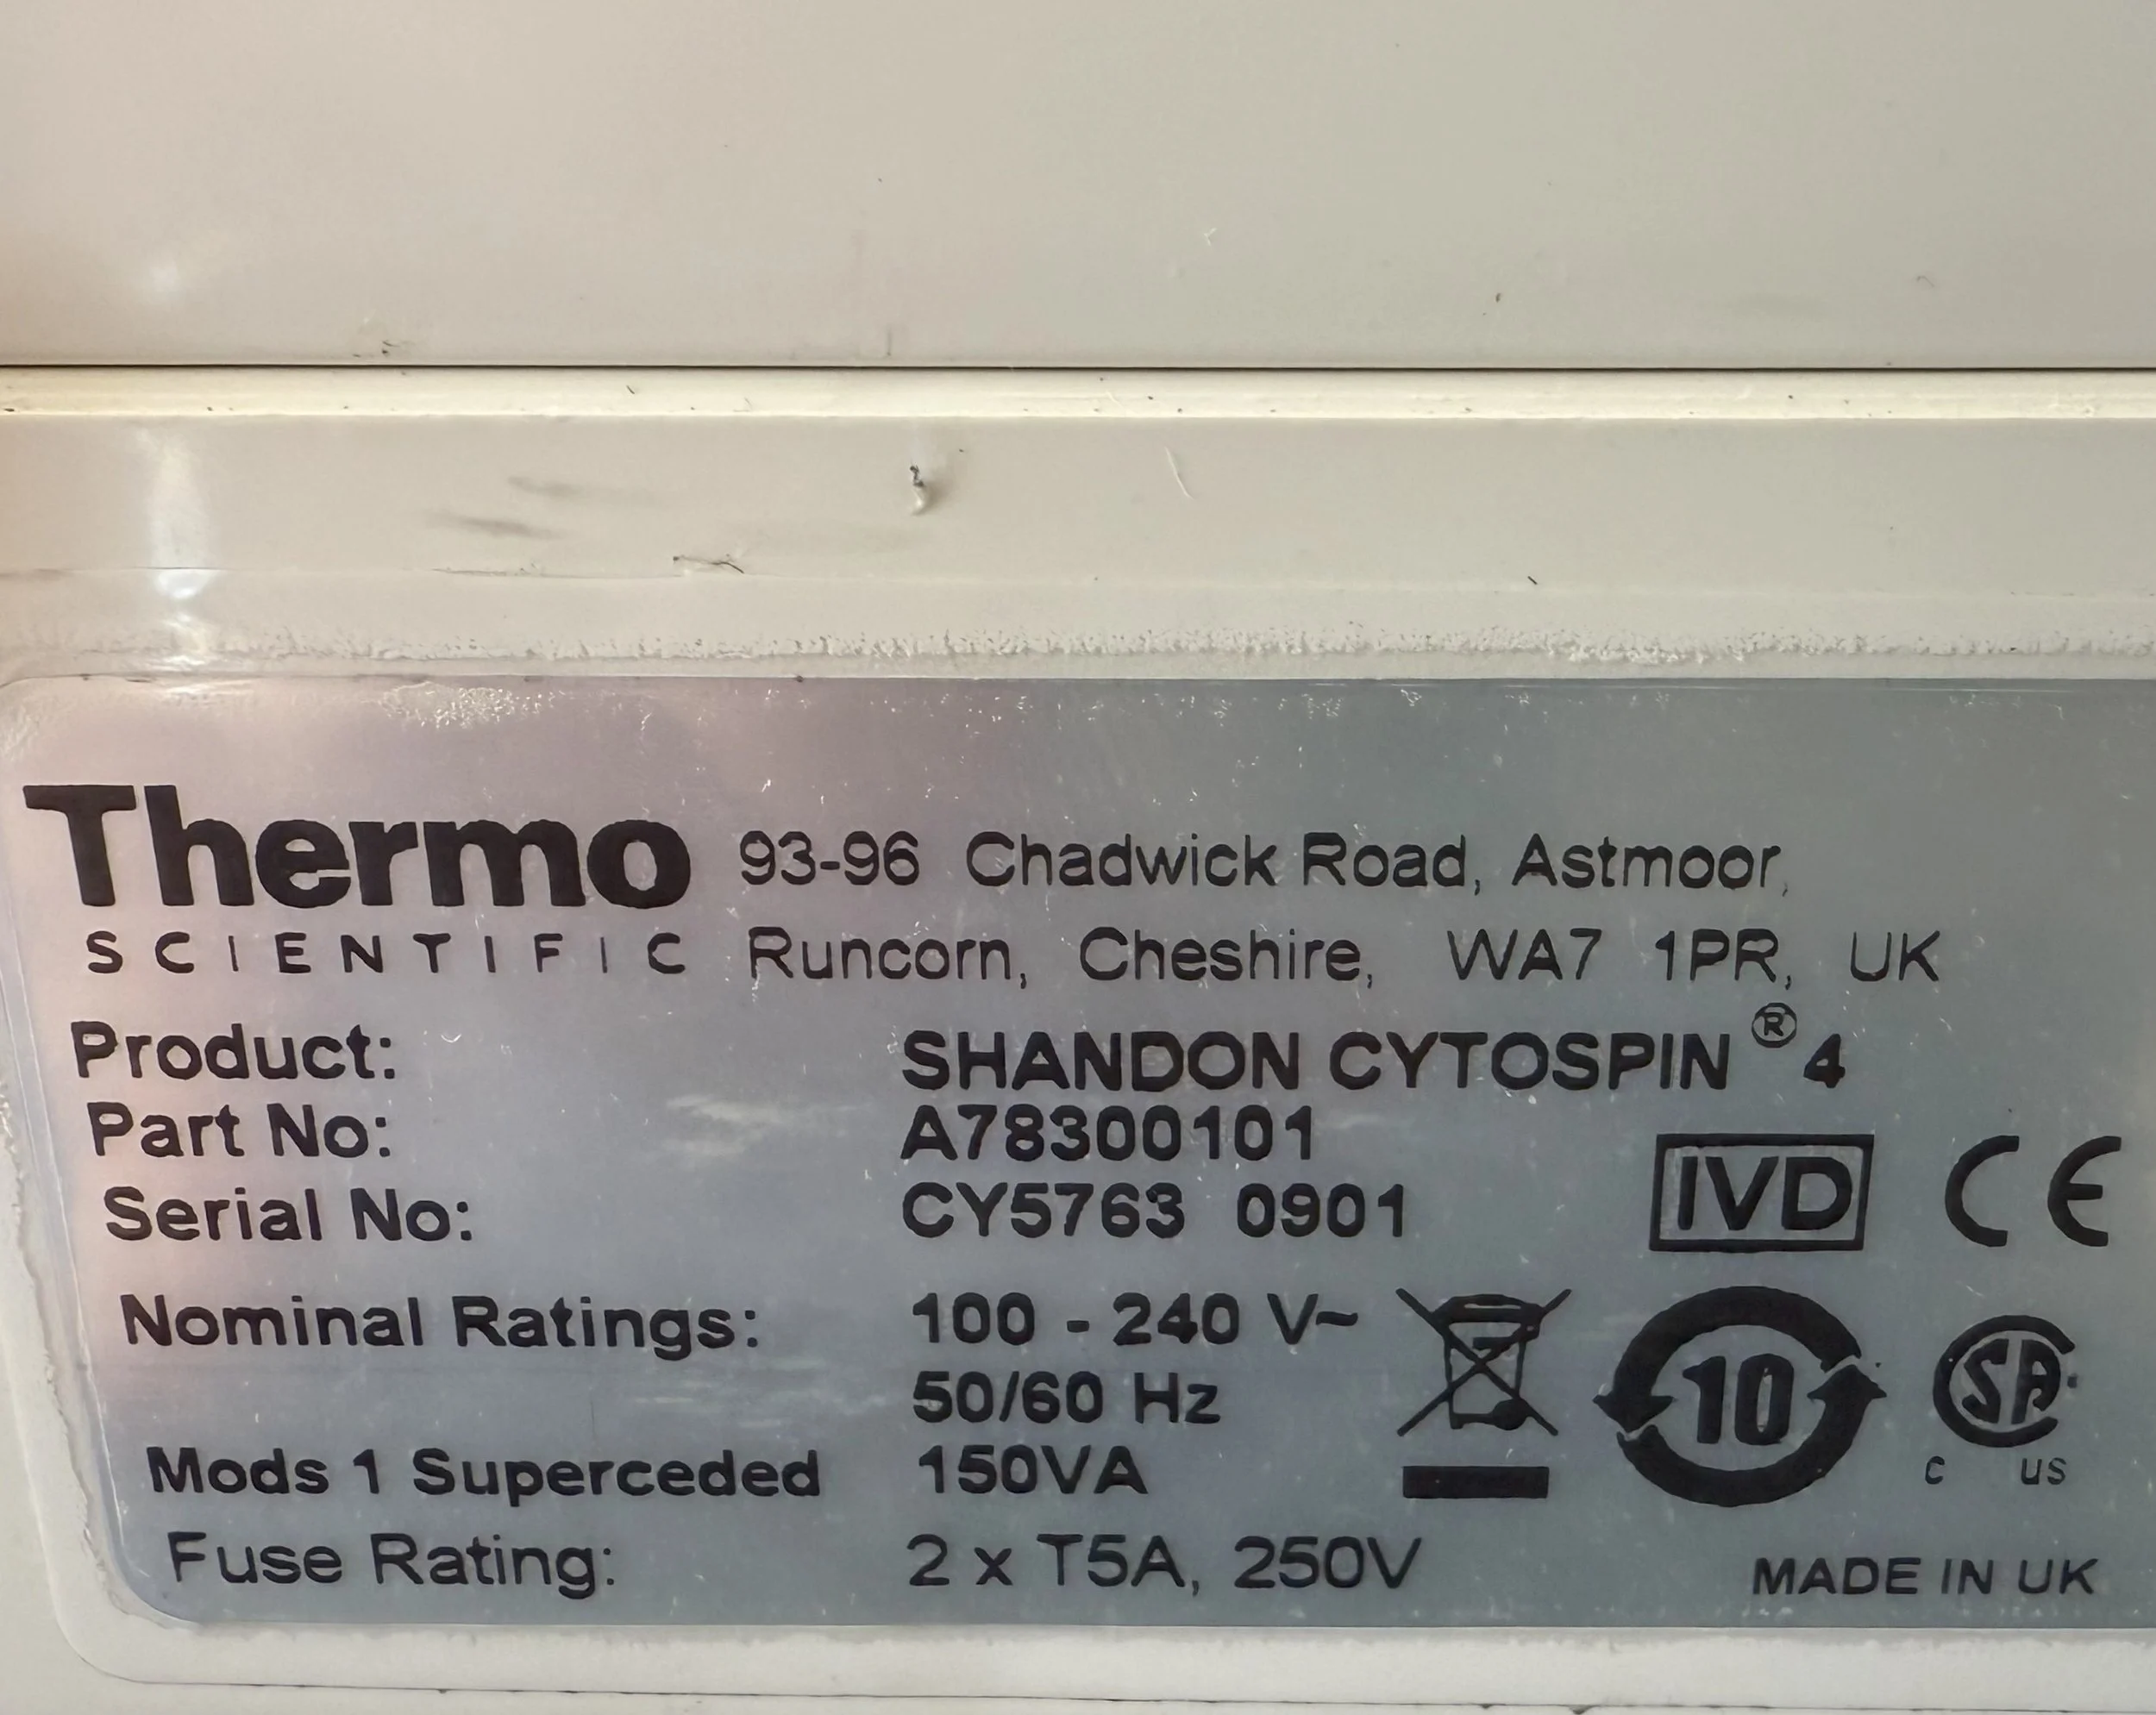 Thermo 93-96 Chadwick Road, Astmoor,
SCIENTIFIC Runcorn, Cheshire, WA7 1PR, UK
Product: SHANDON CYTOSPIN ® 4
Part No: A78300101
Serial No: CY5763 0901
IVD CE
Nominal Ratings: 100 - 240 V~
50/60 Hz
10
SA
Mods 1 Superceded 150VA
C US
Fuse Rating: 2 x T5A, 250V
MADE IN UK